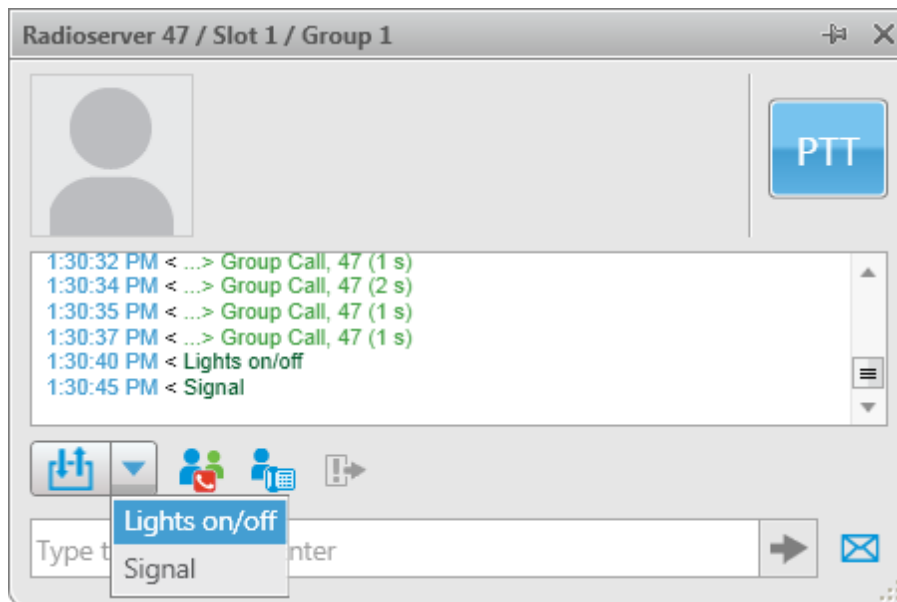 Radioserver 47 / Slot 1 / Group 1
PTT
1:30:32 PM < ...> Group Call, 47 (1 s)
1:30:34 PM < ...> Group Call, 47 (2 s)
1:30:35 PM < ...> Group Call, 47 (1 s)
1:30:37 PM < ...> Group Call, 47 (1 s)
1:30:40 PM < Lights on/off
1:30:45 PM < Signal
Lights on/off
Type
Signal